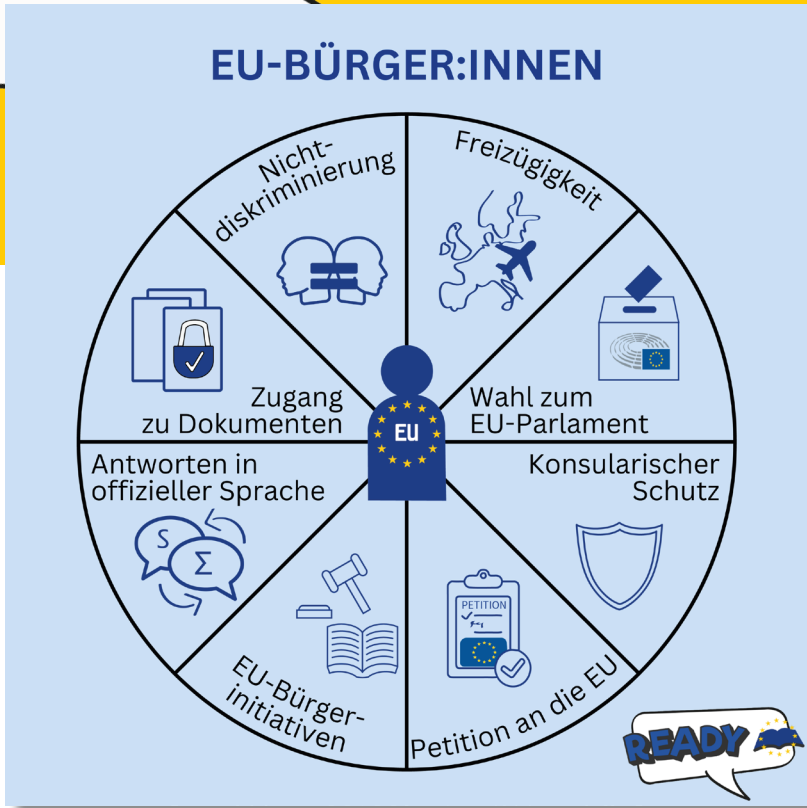 EU-BÜRGER:INNEN
Nicht-
diskriminierung
Freizügigkeit
Zugang
zu Dokumenten
Wahl zum
EU-Parlament
EU
Antworten in
offizieller Sprache
Konsularischer
Schutz
S
Σ
PETITION
EU-Bürger-
initiativen
Petition an die EU
READY